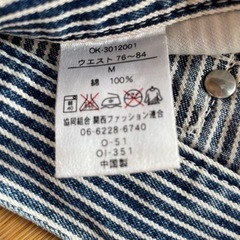 DK-3012001
ウエスト 76～84
M
綿 100%
協同組合 関西ファッション連合
06-6228-6740
O-51
OI-351
中国製